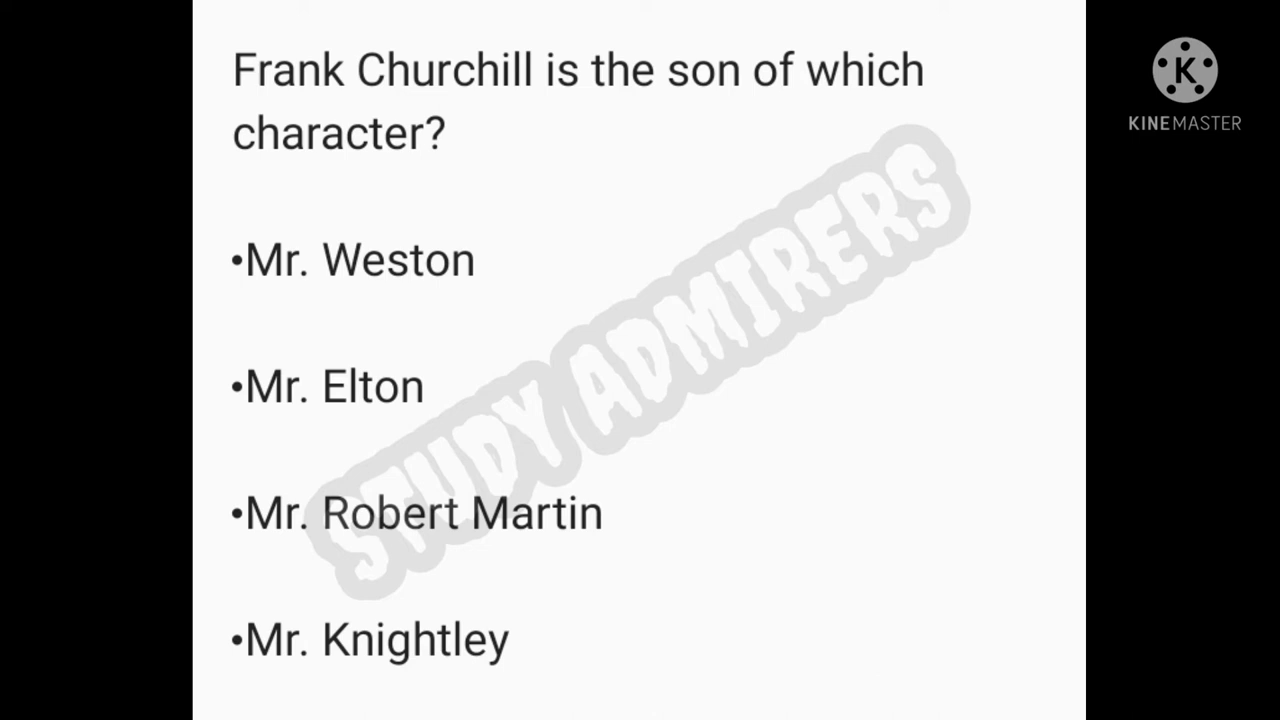 Frank Churchill is the son of which
character?
•Mr. Weston
•Mr. Elton
•Mr. Robert Martin
•Mr. Knightley
STUDY ADMIRERS
K
KINEMASTER